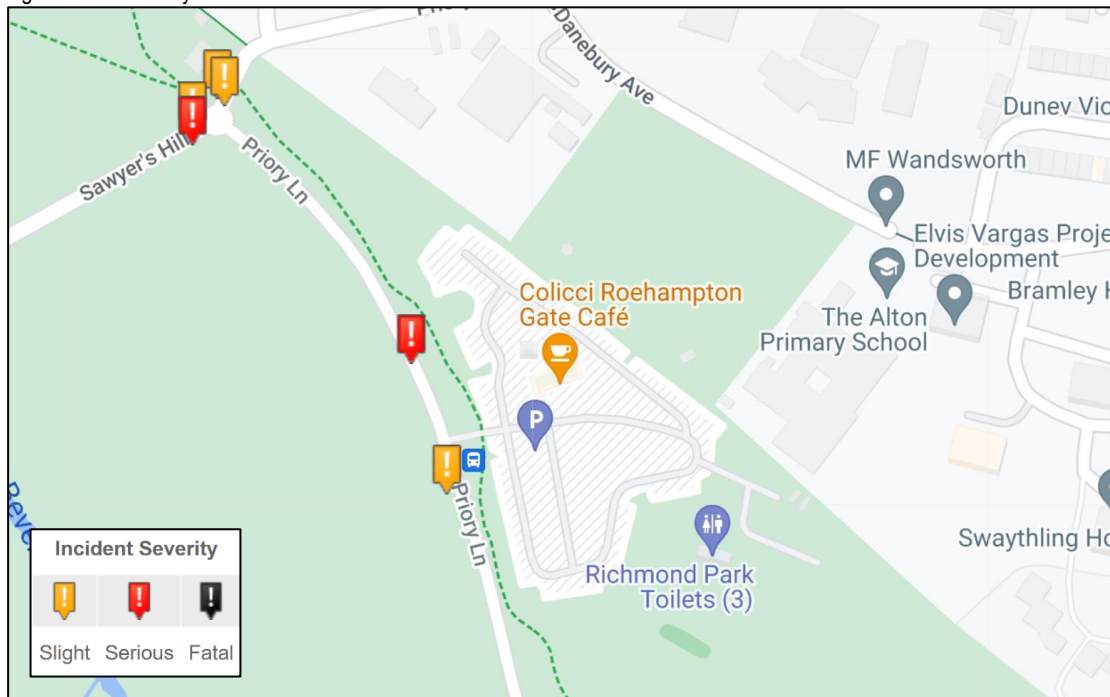 Danebury Ave
Dunev Vic
MF Wandsworth
Sawyer's Hill
Priory Ln
Elvis Vargas Proje
Development
Bramley H
Colicci Roehampton
Gate Café
The Alton
Primary School
P
Priory Ln
Swaythling Ho
Richmond Park
Toilets (3)
Beve
Incident Severity
Slight Serious Fatal